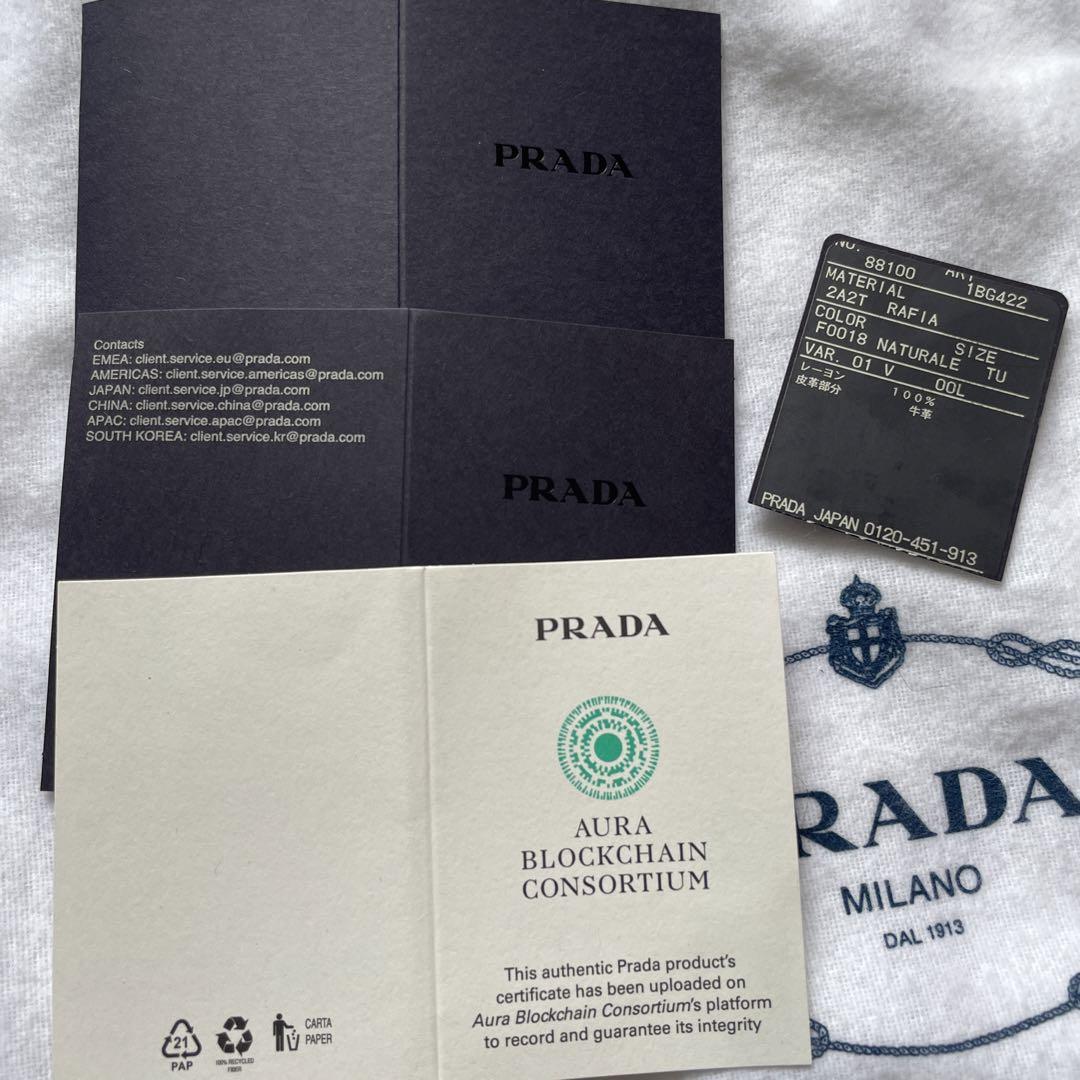 PRADA
Contacts
EMEA: client.service.eu@prada.com
AMERICAS: client.service.americas@prada.com
JAPAN: client.service.jp@prada.com
CHINA: client.service.china@prada.com
APAC: client.service.apac@prada.com
SOUTH KOREA: client.service.kr@prada.com
PRADA
NO. ART
88100 1BG422
MATERIAL
2A2T RAFIA
COLOR SIZE
F0018 NATURALE TU
VAR. 01 V 00L
レーヨン 100%
皮革部分 牛革
PRADA JAPAN 0120-451-913
PRADA
AURA
BLOCKCHAIN
CONSORTIUM
This authentic Prada product's
certificate has been uploaded on
Aura Blockchain Consortium's platform
to record and guarantee its integrity
21
PAP
100% RECYCLED
FIBER
CARTA
PAPER
RADA
MILANO
DAL 1913